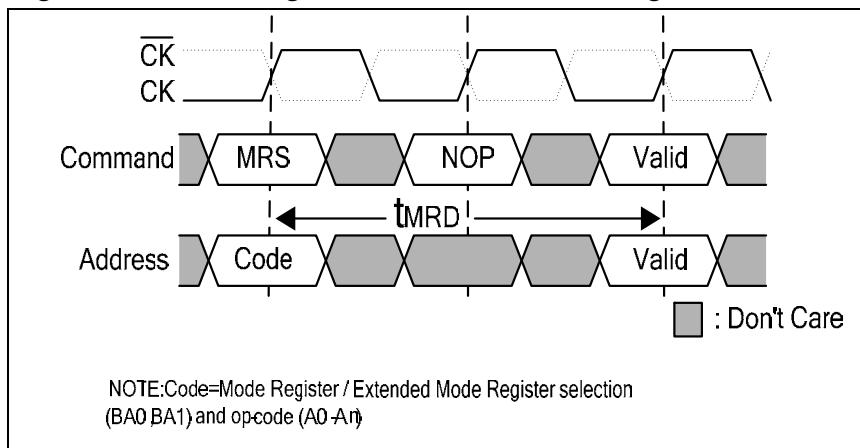 CK
CK
Command MRS NOP Valid
tMRD
Address Code Valid
: Don't Care
NOTE:Code=Mode Register / Extended Mode Register selection
(BA0,BA1) and op-code (A0-An)